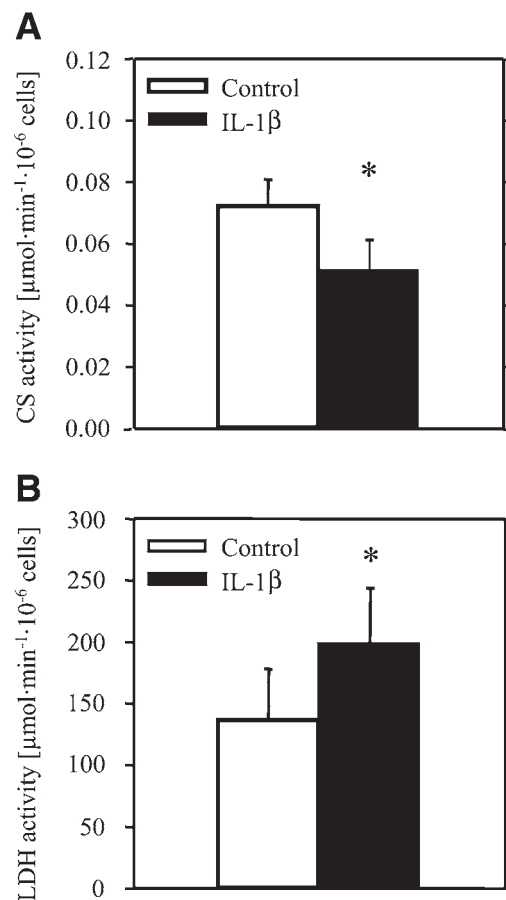 A
CS activity [µmol·min⁻¹·10⁻⁶ cells]
0.12
0.10
0.08
0.06
0.04
0.02
0.00
Control
IL-1β
*
B
LDH activity [µmol·min⁻¹·10⁻⁶ cells]
300
250
200
150
100
50
0
Control
IL-1β
*